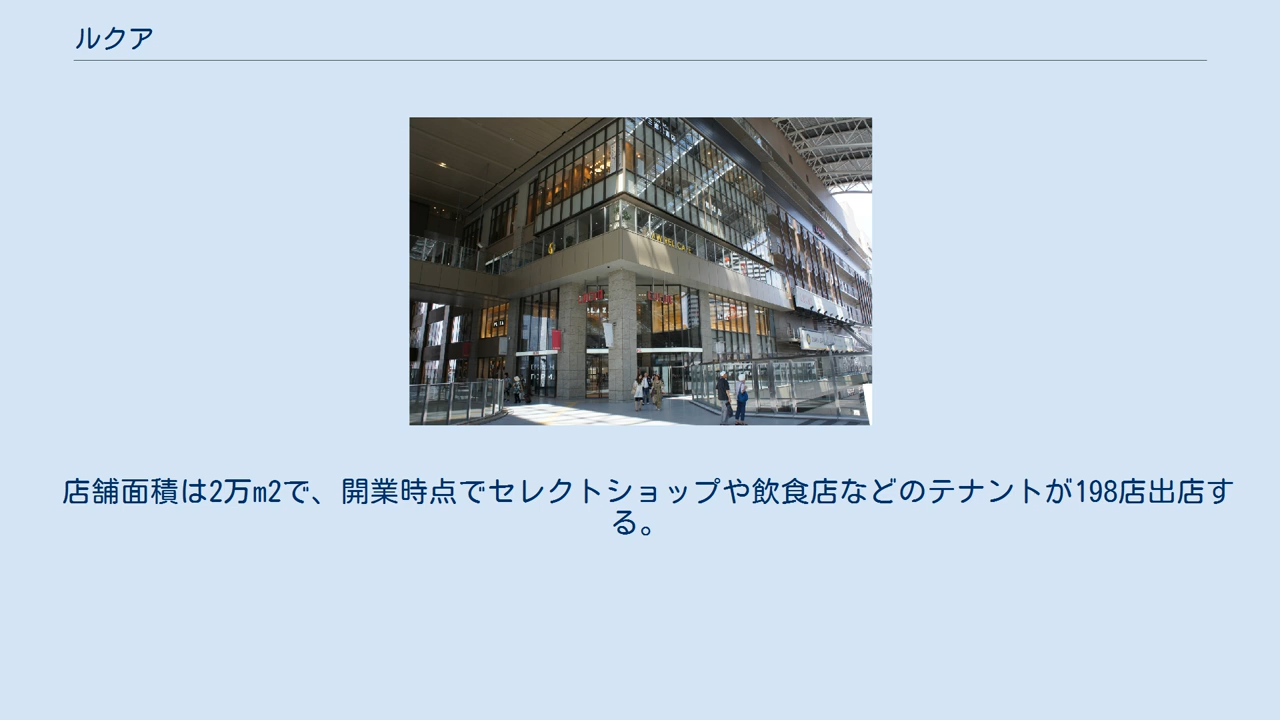 ルクア
店舗面積は2万m2で、開業時点でセレクトショップや飲食店などのテナントが198店出店す
る。